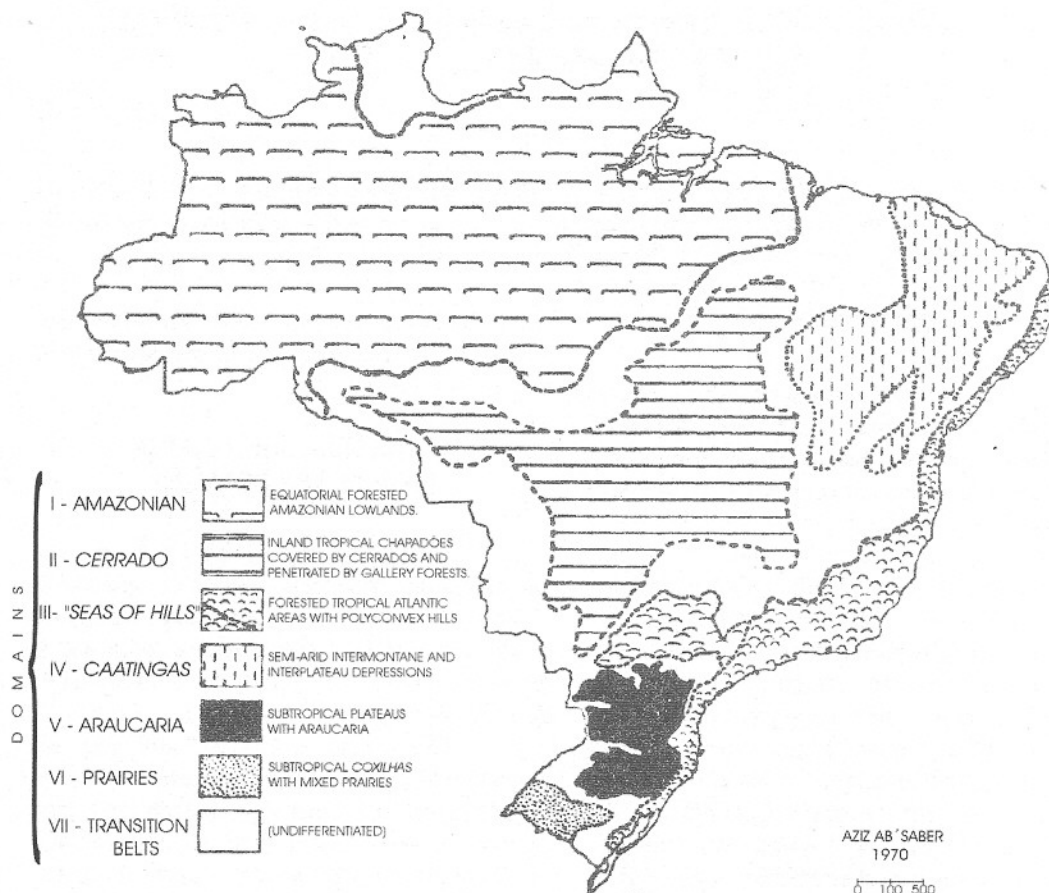 DOMAINS
I - AMAZONIAN
EQUATORIAL FORESTED
AMAZONIAN LOWLANDS.
II - CERRADO
INLAND TROPICAL CHAPADÕES
COVERED BY CERRADOS AND
PENETRATED BY GALLERY FORESTS.
III- "SEAS OF HILLS"
FORESTED TROPICAL ATLANTIC
AREAS WITH POLYCONVEX HILLS
IV - CAATINGAS
SEMI-ARID INTERMONTANE AND
INTERPLATEAU DEPRESSIONS
V - ARAUCARIA
SUBTROPICAL PLATEAUS
WITH ARAUCARIA
VI - PRAIRIES
SUBTROPICAL COXILHAS
WITH MIXED PRAIRIES
VII - TRANSITION
BELTS
(UNDIFFERENTIATED)
AZIZ AB´SABER
1970
0 100 500